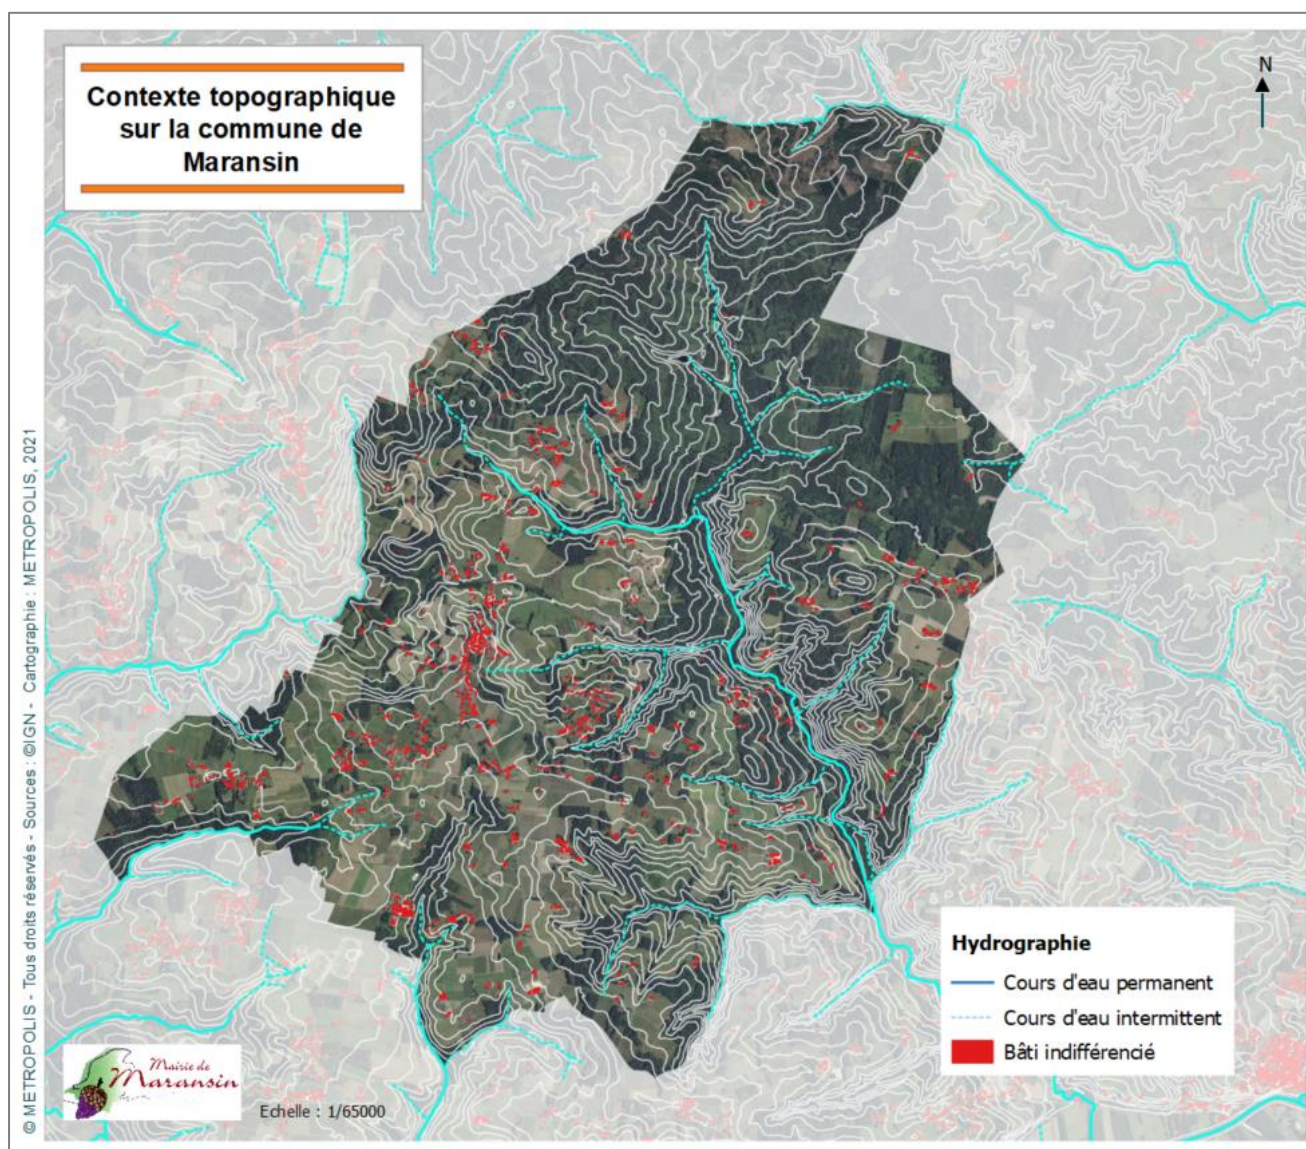 Contexte topographique
sur la commune de
Maransin
N
© METROPOLIS - Tous droits réservés - Sources : ©IGN - Cartographie : METROPOLIS, 2021
Hydrographie
Cours d'eau permanent
Cours d'eau intermittent
Bâti indifférencié
Mairie de
Maransin
Echelle : 1/65000